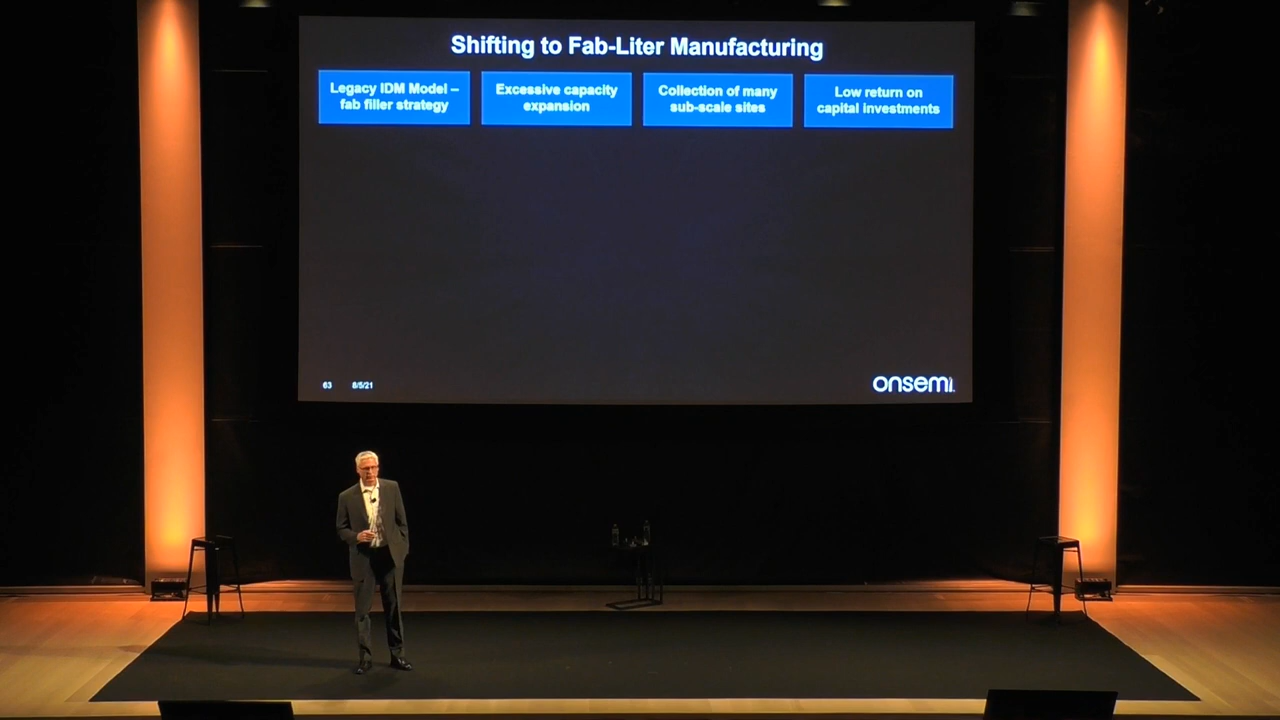 Shifting to Fab-Liter Manufacturing
Legacy IDM Model –
fab filler strategy
Excessive capacity
expansion
Collection of many
sub-scale sites
Low return on
capital investments
63 8/5/21
onsemi